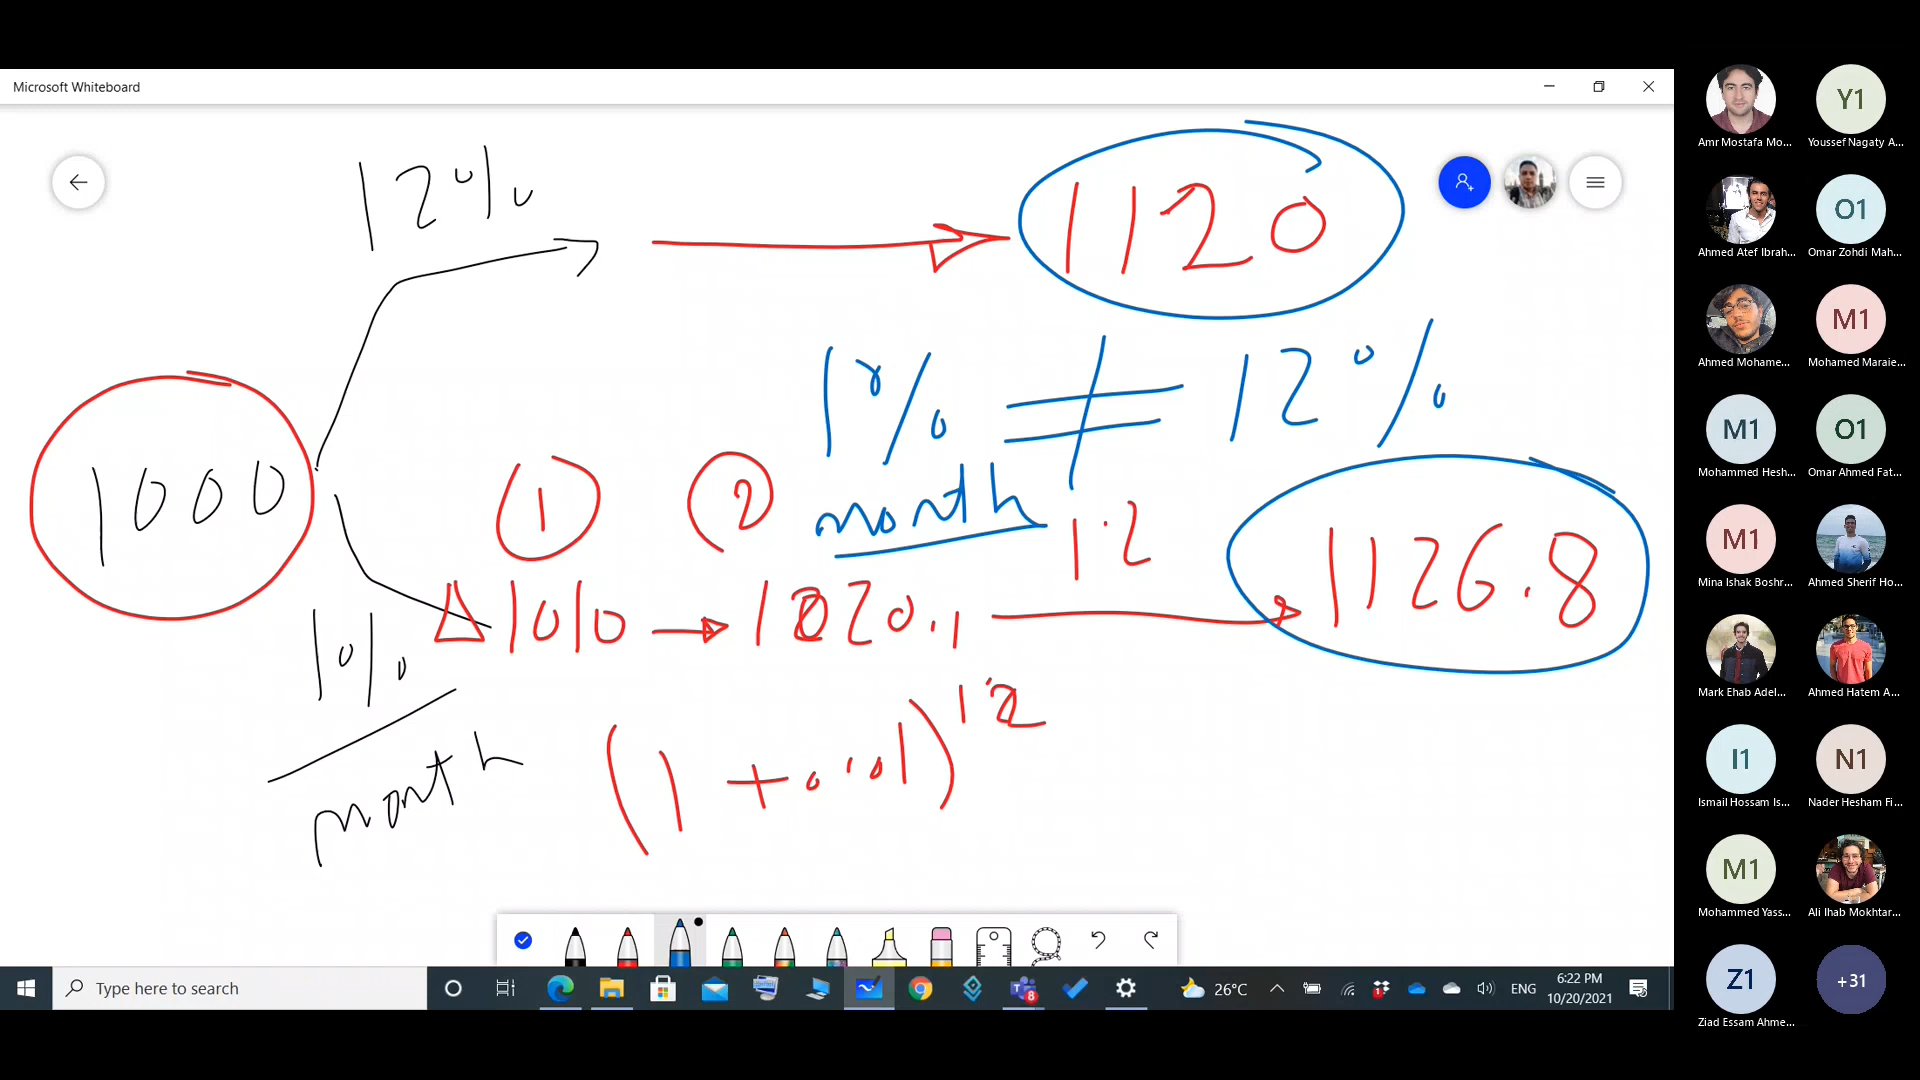 Microsoft Whiteboard
12%
1120
1% ≠ 12%
month
1000
1
2
12
1010 → 1020.1
1126.8
1%
month
(1 + 0.01)^12
Amr Mostafa Mo...
Y1
Youssef Nagaty A...
Ahmed Atef Ibrah...
O1
Omar Zohdi Mah...
Ahmed Mohame...
M1
Mohamed Maraie...
M1
Mohammed Hesh...
O1
Omar Ahmed Fat...
M1
Mina Ishak Boshr...
Ahmed Sherif Ho...
Mark Ehab Adel...
Ahmed Hatem A...
I1
Ismail Hossam Is...
N1
Nader Hesham Fi...
M1
Mohammed Yass...
Ali Ihab Mokhtar...
Z1
Ziad Essam Ahme...
+31
Type here to search
8
1
26°C
ENG
6:22 PM
10/20/2021